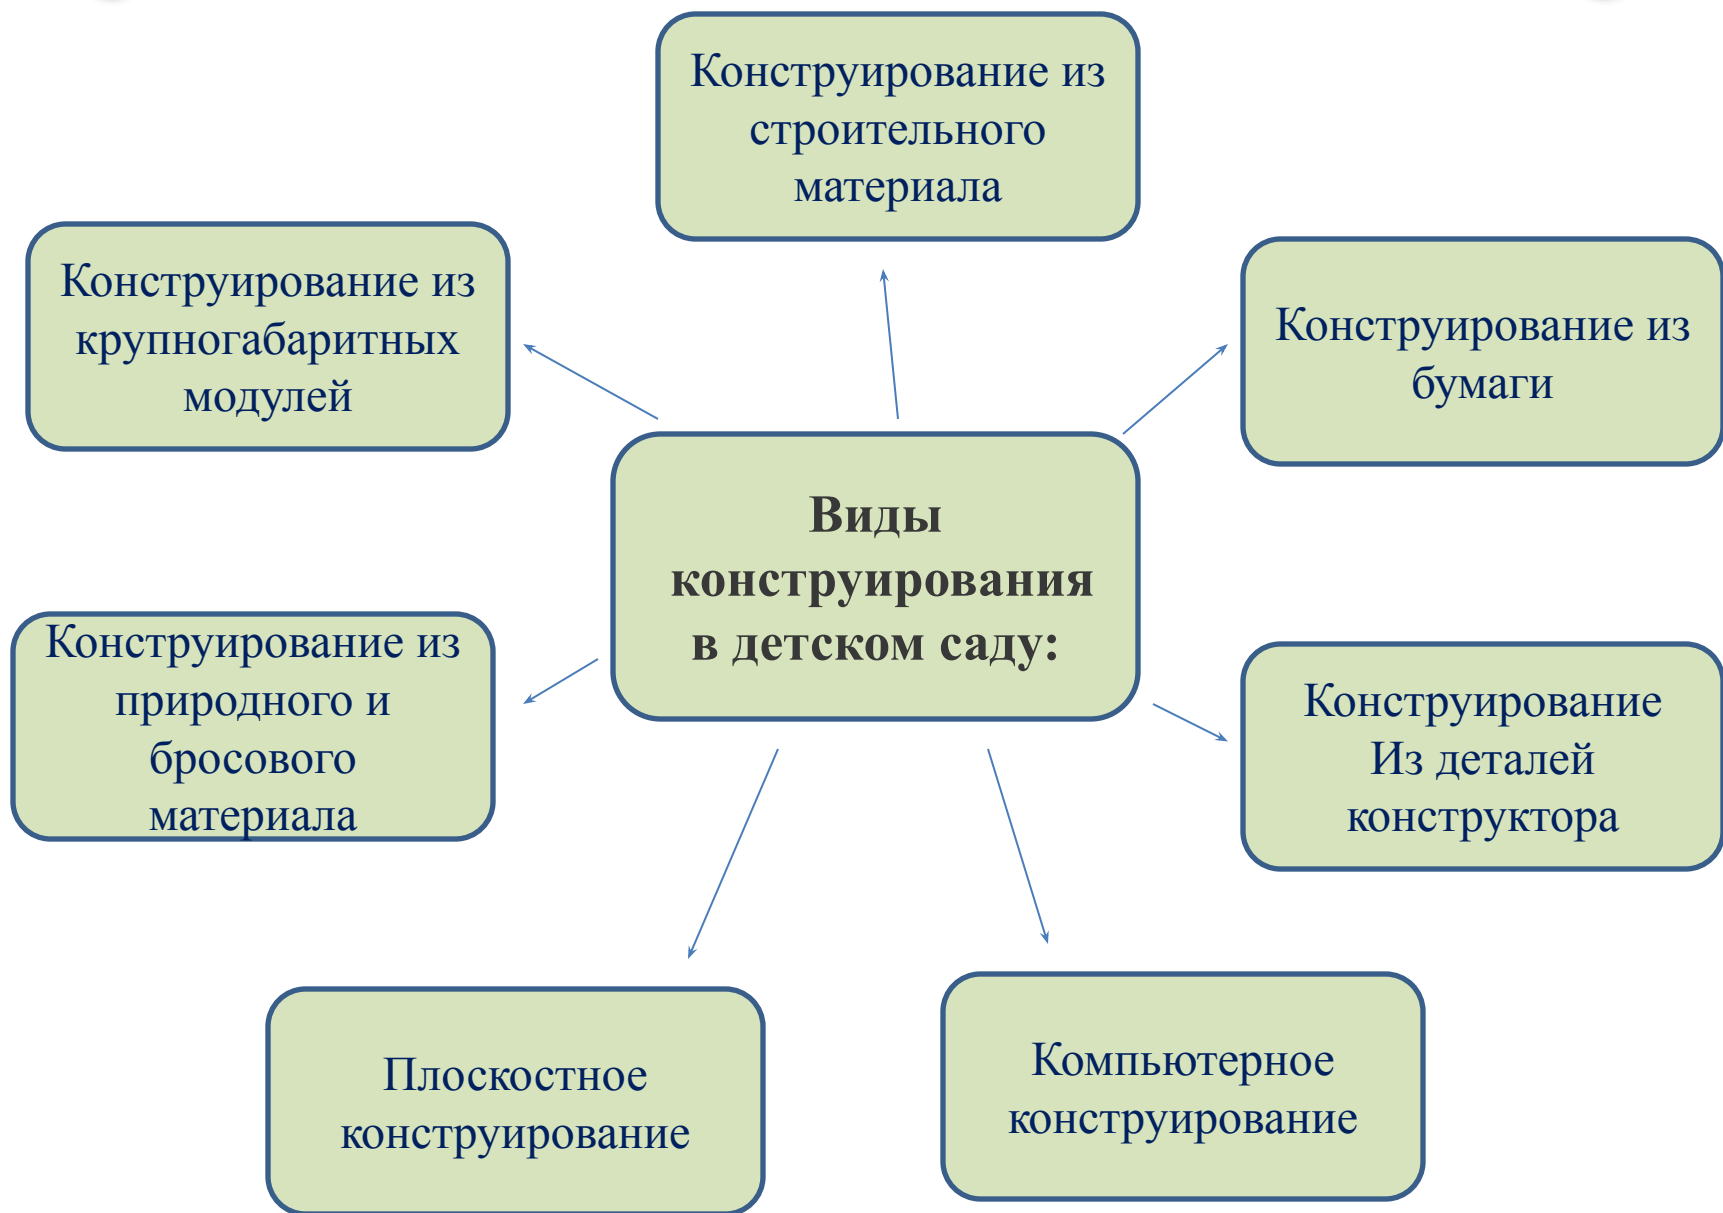 Конструирование из
строительного
материала
Конструирование из
крупногабаритных
модулей
Конструирование из
бумаги
Виды
конструирования
в детском саду:
Конструирование из
природного и
бросового
материала
Конструирование
Из деталей
конструктора
Плоскостное
конструирование
Компьютерное
конструирование